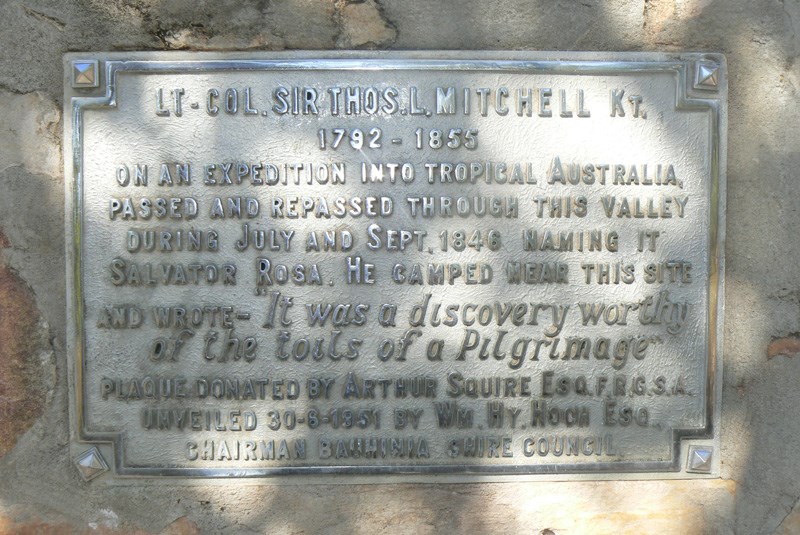 LT-COL. SIR THOS. L. MITCHELL KT.
1792 - 1855
ON AN EXPEDITION INTO TROPICAL AUSTRALIA,
PASSED AND REPASSED THROUGH THIS VALLEY
DURING JULY AND SEPT, 1846 NAMING IT
SALVATOR ROSA. HE CAMPED NEAR THIS SITE
AND WROTE- "It was a discovery worthy
of the toils of a Pilgrimage"
PLAQUE DONATED BY ARTHUR SQUIRE ESQ. F.R.G.S.A.
UNVEILED 30-6-1951 BY WM. HY. HOCH ESQ.,
CHAIRMAN BAUHINIA SHIRE COUNCIL